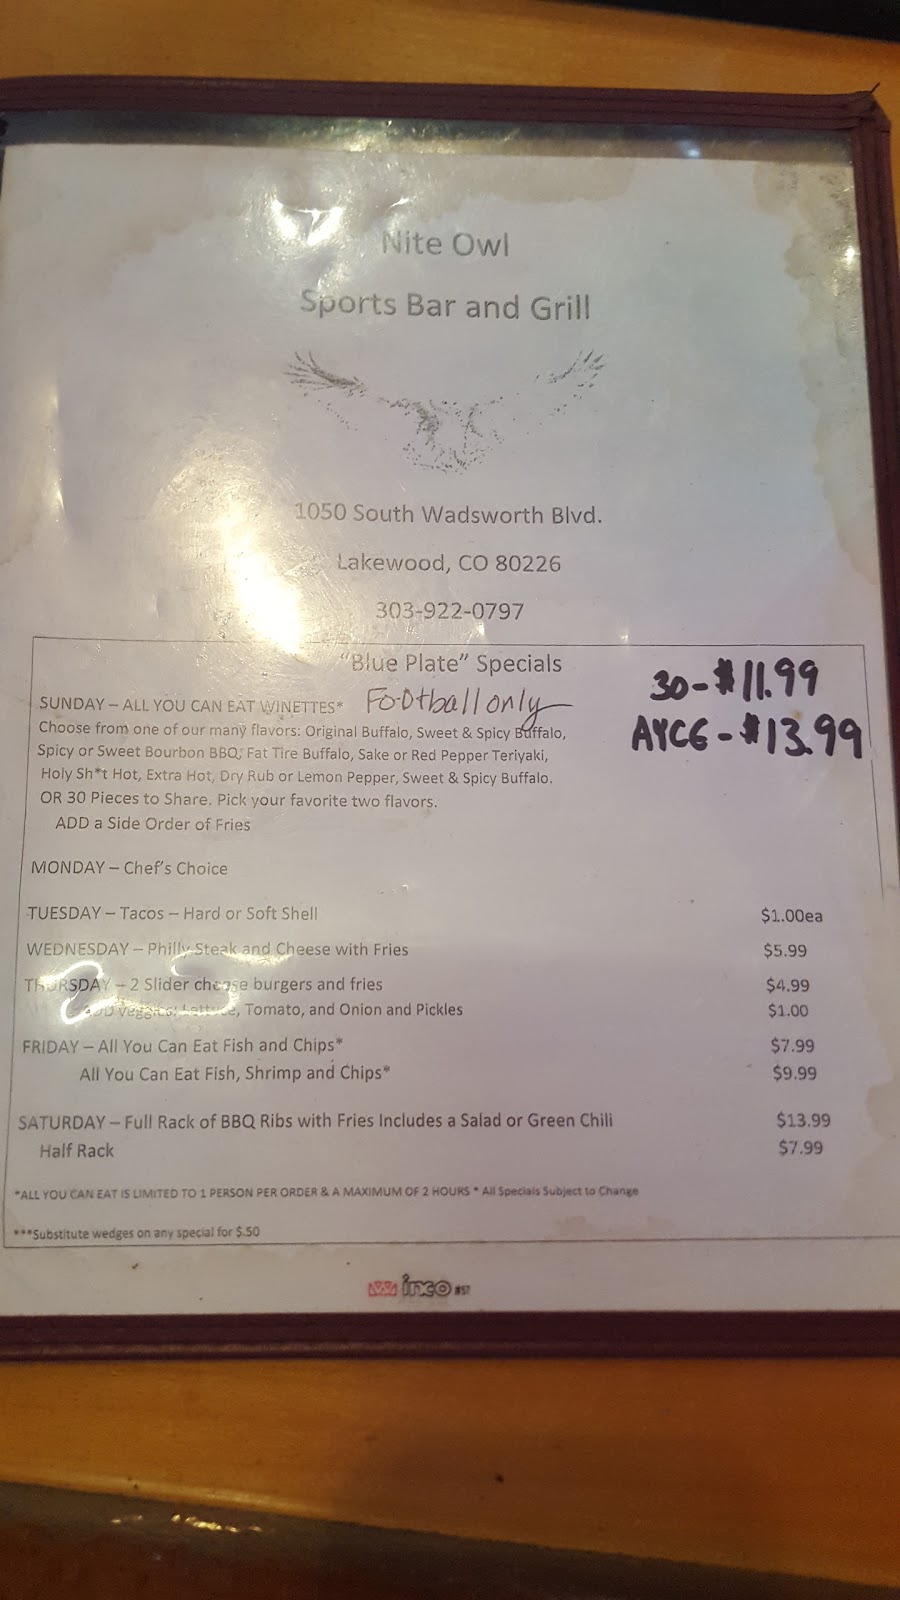 Nite Owl
Sports Bar and Grill
1050 South Wadsworth Blvd.
Lakewood, CO 80226
303-922-0797
"Blue Plate" Specials
SUNDAY – ALL YOU CAN EAT WINETTES* Football only
30 - $11.99
Choose from one of our many flavors: Original Buffalo, Sweet & Spicy Buffalo,
AYCE - $13.99
Spicy or Sweet Bourbon BBQ, Fat Tire Buffalo, Sake or Red Pepper Teriyaki,
Holy Sh*t Hot, Extra Hot, Dry Rub or Lemon Pepper, Sweet & Spicy Buffalo.
OR 30 Pieces to Share. Pick your favorite two flavors.
ADD a Side Order of Fries
MONDAY – Chef's Choice
TUESDAY – Tacos – Hard or Soft Shell $1.00ea
WEDNESDAY – Philly Steak and Cheese with Fries $5.99
THURSDAY – 2 Slider cheese burgers and fries $4.99
ADD Veggies: Lettuce, Tomato, and Onion and Pickles $1.00
FRIDAY – All You Can Eat Fish and Chips* $7.99
All You Can Eat Fish, Shrimp and Chips* $9.99
SATURDAY – Full Rack of BBQ Ribs with Fries Includes a Salad or Green Chili $13.99
Half Rack $7.99
*ALL YOU CAN EAT IS LIMITED TO 1 PERSON PER ORDER & A MAXIMUM OF 2 HOURS * All Specials Subject to Change
***Substitute wedges on any special for $.50
inco #57